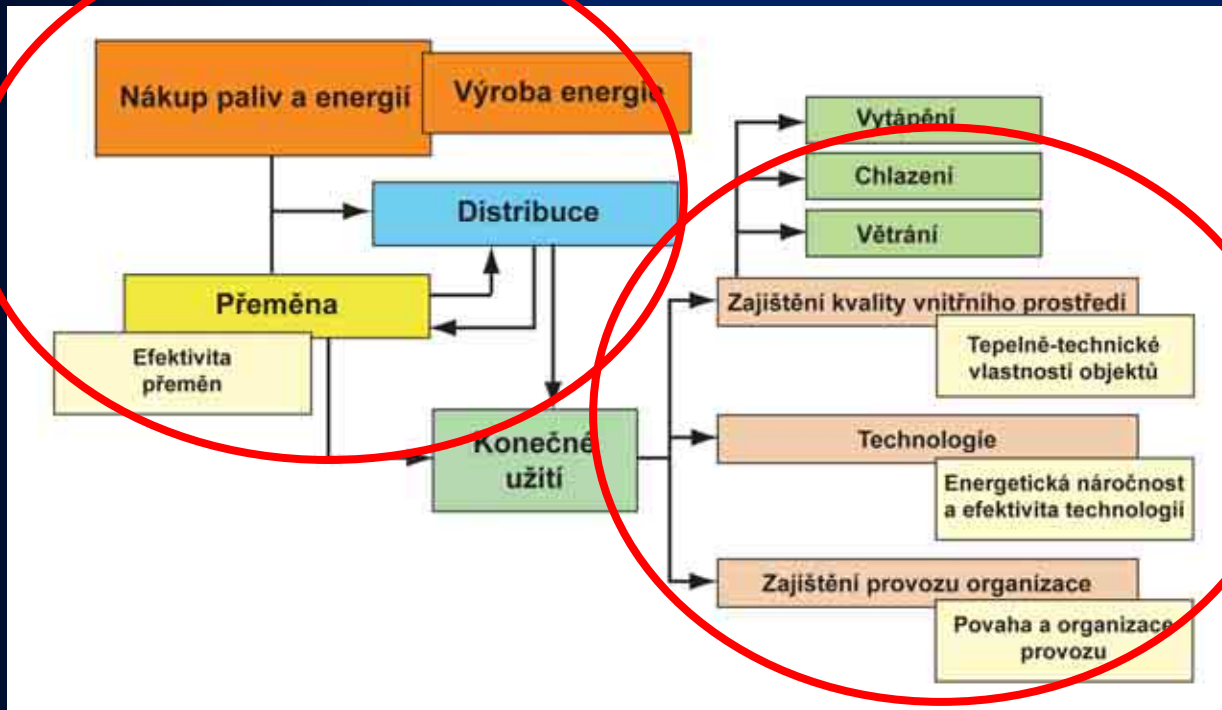 Nákup paliv a energií
Výroba energie
Vytápění
Chlazení
Větrání
Distribuce
Přeměna
Efektivita
přeměn
Zajištění kvality vnitřního prostředí
Tepelně-technické
vlastnosti objektů
Konečné
užití
Technologie
Energetická náročnost
a efektivita technologií
Zajištění provozu organizace
Povaha a organizace
provozu